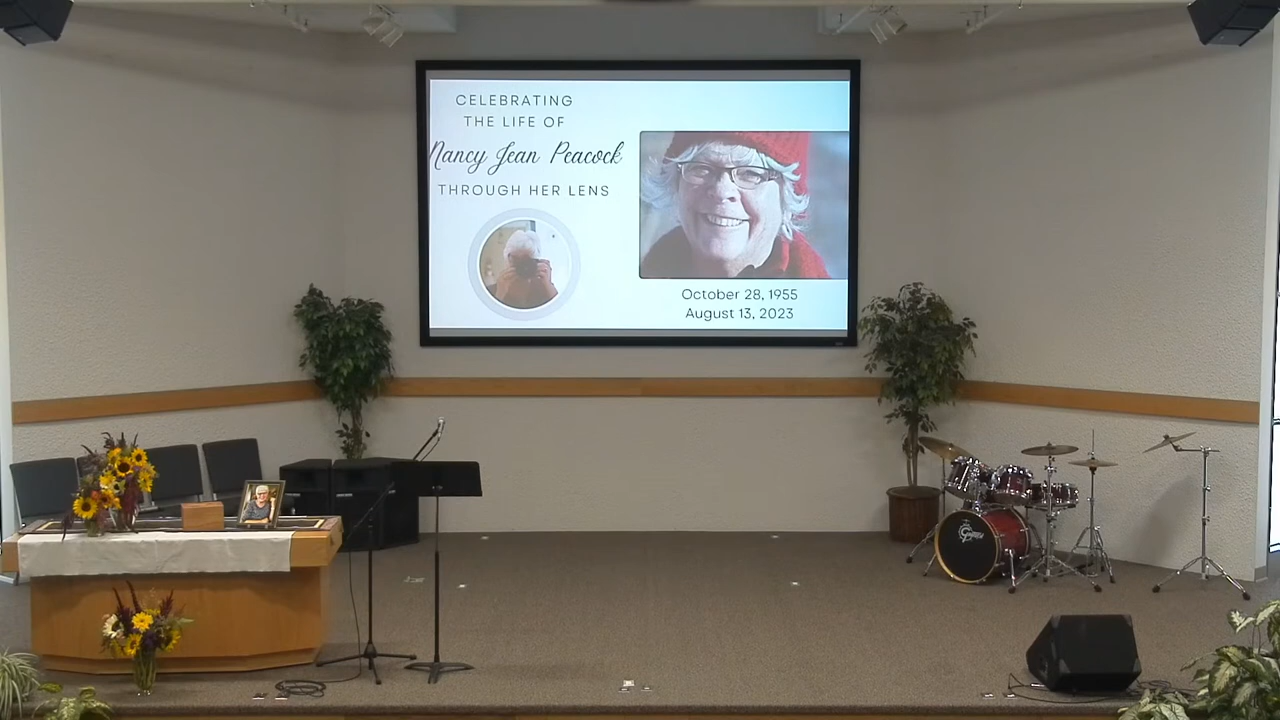 CELEBRATING
THE LIFE OF
Nancy Jean Peacock
THROUGH HER LENS
October 28, 1955
August 13, 2023